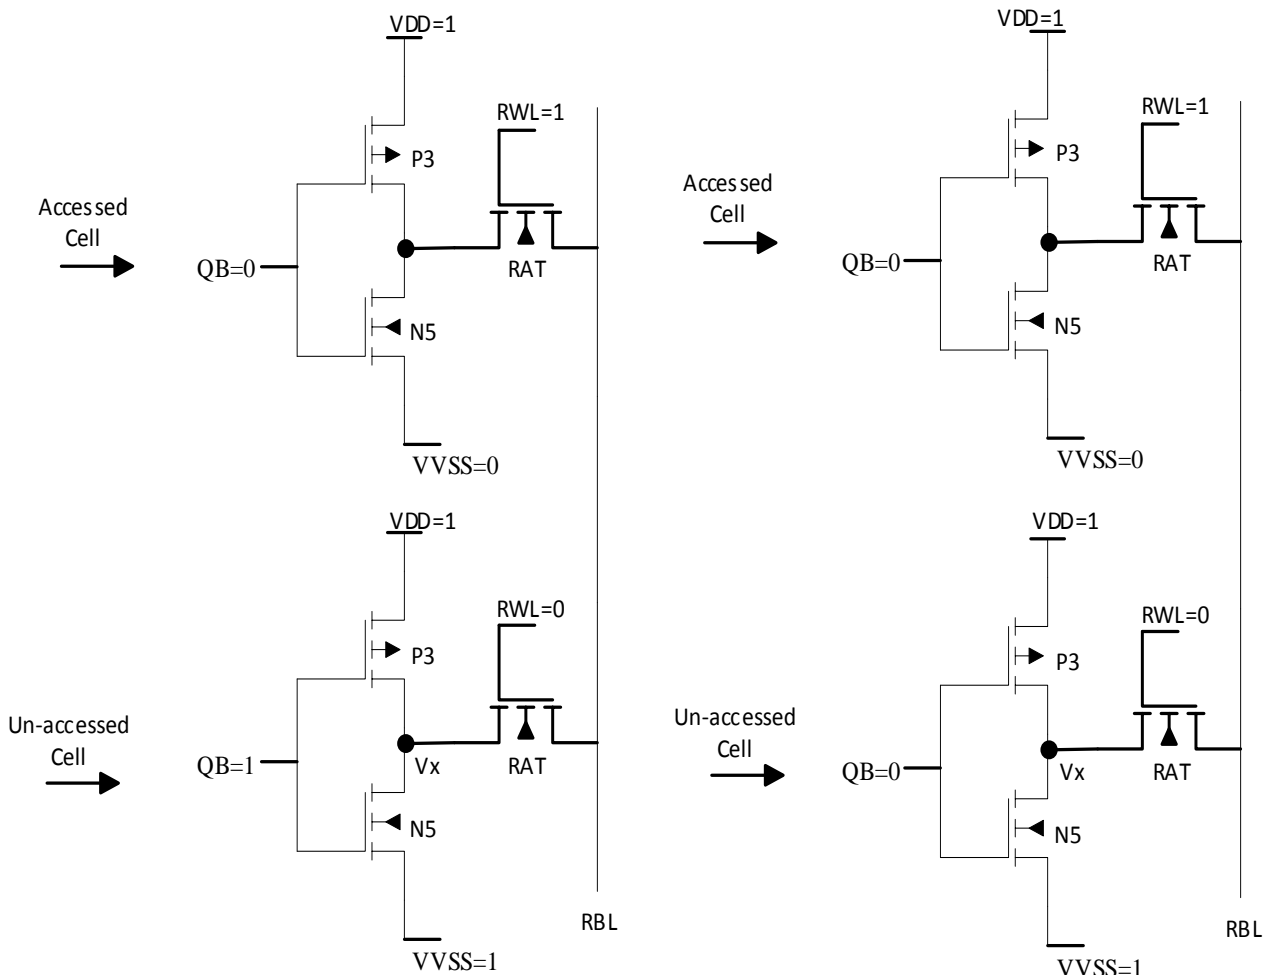 VDD=1
RWL=1
P3
Accessed
Cell
QB=0
RAT
N5
VVSS=0
VDD=1
RWL=0
P3
Un-accessed
Cell
QB=1
Vx
RAT
N5
RBL
VVSS=1
VDD=1
RWL=1
P3
Accessed
Cell
QB=0
RAT
N5
VVSS=0
VDD=1
RWL=0
P3
Un-accessed
Cell
QB=0
Vx
RAT
N5
RBL
VVSS=1